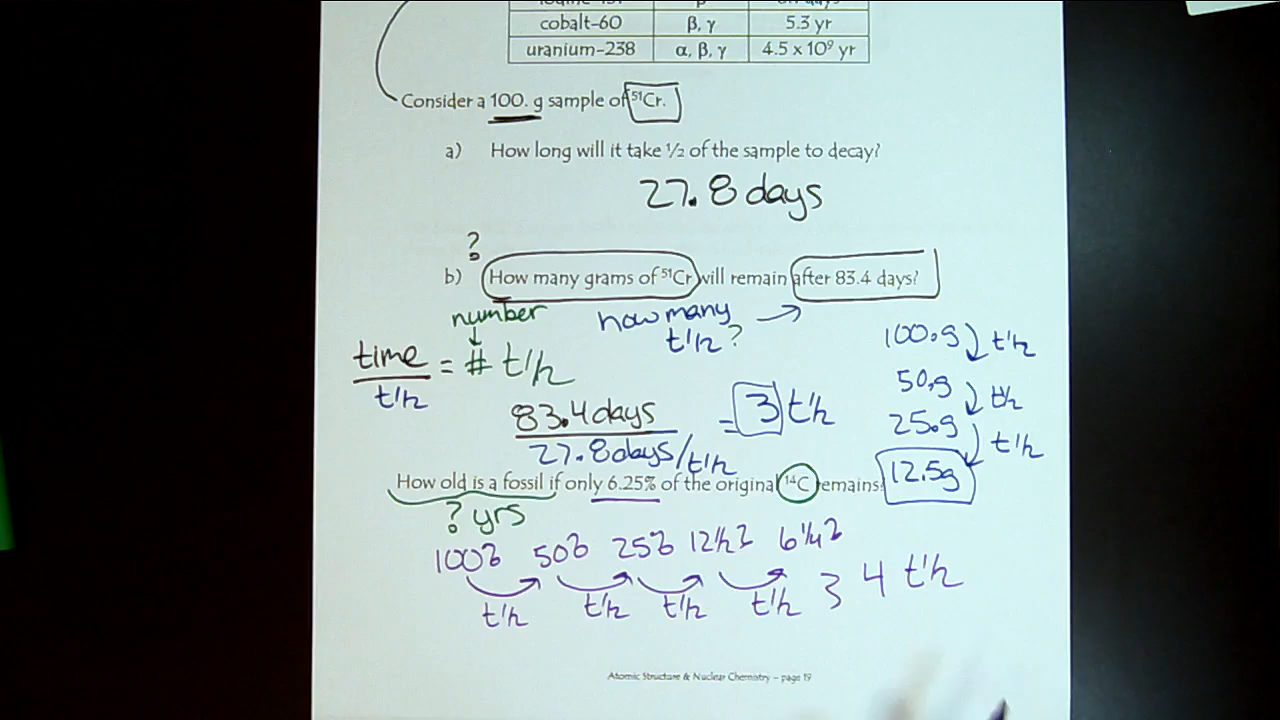 cobalt-60 β, γ 5.3 yr
uranium-238 α, β, γ 4.5 x 10⁹ yr
Consider a 100. g sample of ⁵¹Cr.
a) How long will it take ½ of the sample to decay?
27.8 days
?
b) How many grams of ⁵¹Cr will remain after 83.4 days?
number
how many →
t½?
time / t½ = # t½
83.4 days / 27.8 days/t½ = 3 t½
100.g t½
50.g t½
25.g t½
12.5g
How old is a fossil if only 6.25% of the original ¹⁴C remains?
? yrs
100% 50% 25% 12½% 6¼%
t½ t½ t½ t½ } 4 t½
Atomic Structure & Nuclear Chemistry – page 19